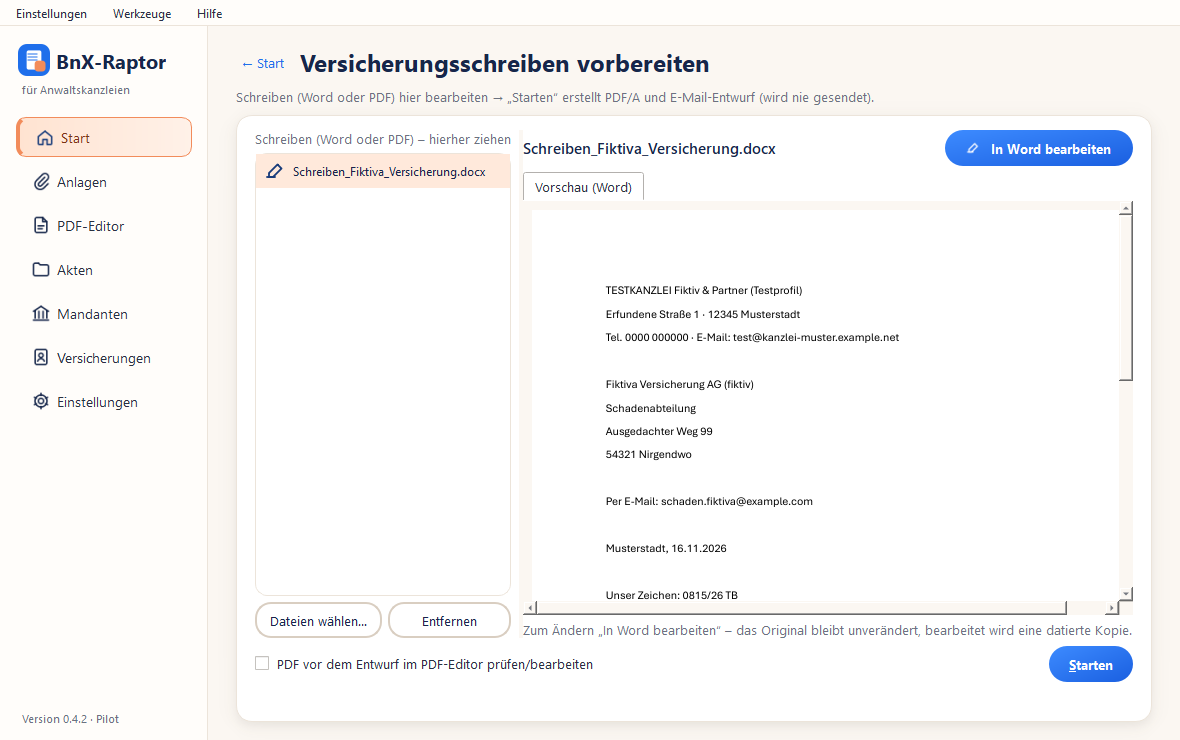 Einstellungen Werkzeuge Hilfe
BnX-Raptor
für Anwaltskanzleien
Start
Anlagen
PDF-Editor
Akten
Mandanten
Versicherungen
Einstellungen
Version 0.4.2 · Pilot
← Start Versicherungsschreiben vorbereiten
Schreiben (Word oder PDF) hier bearbeiten → „Starten“ erstellt PDF/A und E-Mail-Entwurf (wird nie gesendet).
Schreiben (Word oder PDF) – hierher ziehen
Schreiben_Fiktiva_Versicherung.docx
Dateien wählen...
Entfernen
Schreiben_Fiktiva_Versicherung.docx
In Word bearbeiten
Vorschau (Word)
TESTKANZLEI Fiktiv & Partner (Testprofil)
Erfundene Straße 1 · 12345 Musterstadt
Tel. 0000 000000 · E-Mail: test@kanzlei-muster.example.net
Fiktiva Versicherung AG (fiktiv)
Schadenabteilung
Ausgedachter Weg 99
54321 Nirgendwo
Per E-Mail: schaden.fiktiva@example.com
Musterstadt, 16.11.2026
Unser Zeichen: 0815/26 TB
Zum Ändern „In Word bearbeiten“ – das Original bleibt unverändert, bearbeitet wird eine datierte Kopie.
PDF vor dem Entwurf im PDF-Editor prüfen/bearbeiten
Starten